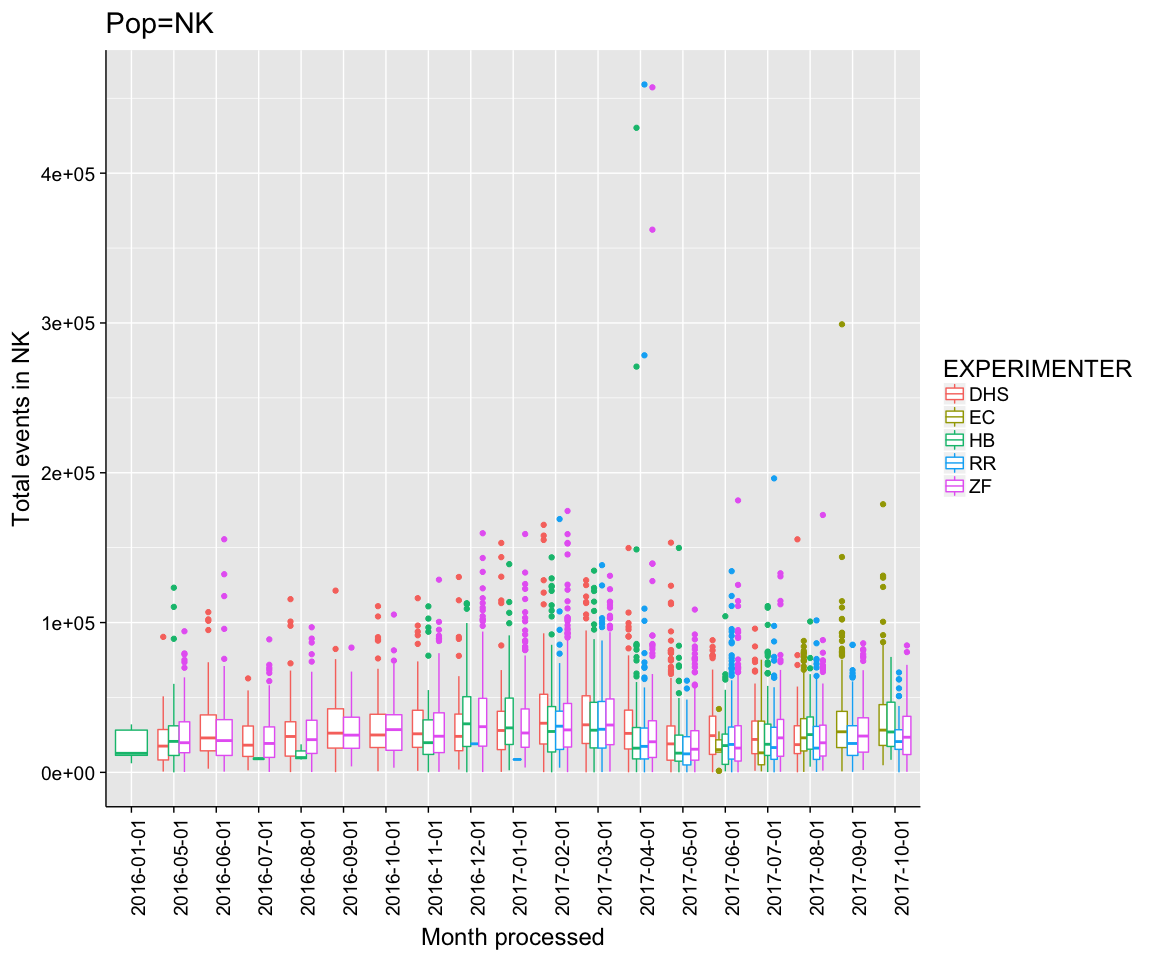 Pop=NK
Total events in NK
4e+05
3e+05
2e+05
1e+05
0e+00
2016-01-01
2016-05-01
2016-06-01
2016-07-01
2016-08-01
2016-09-01
2016-10-01
2016-11-01
2016-12-01
2017-01-01
2017-02-01
2017-03-01
2017-04-01
2017-05-01
2017-06-01
2017-07-01
2017-08-01
2017-09-01
2017-10-01
Month processed
EXPERIMENTER
DHS
EC
HB
RR
ZF